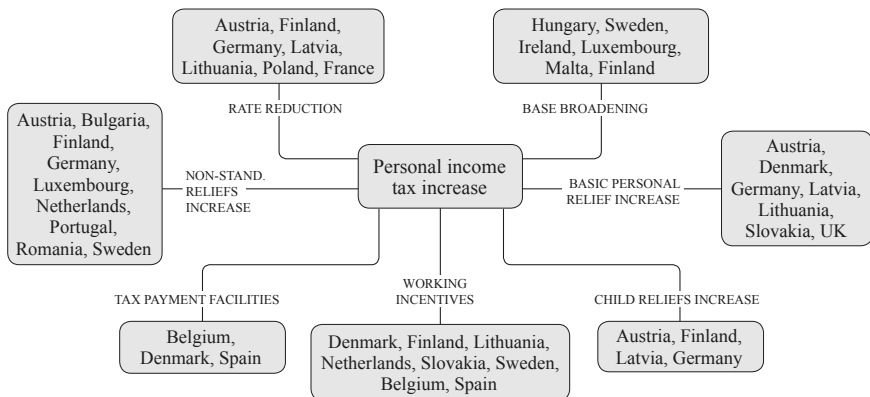 Austria, Finland,
Germany, Latvia,
Lithuania, Poland, France
Hungary, Sweden,
Ireland, Luxembourg,
Malta, Finland
RATE REDUCTION
BASE BROADENING
Austria, Bulgaria,
Finland,
Germany,
Luxembourg,
Netherlands,
Portugal,
Romania, Sweden
NON-STAND.
RELIEFS
INCREASE
Personal income
tax increase
BASIC PERSONAL
RELIEF INCREASE
Austria,
Denmark,
Germany, Latvia,
Lithuania,
Slovakia, UK
TAX PAYMENT FACILITIES
WORKING
INCENTIVES
CHILD RELIEFS INCREASE
Belgium,
Denmark, Spain
Denmark, Finland, Lithuania,
Netherlands, Slovakia, Sweden,
Belgium, Spain
Austria, Finland,
Latvia, Germany